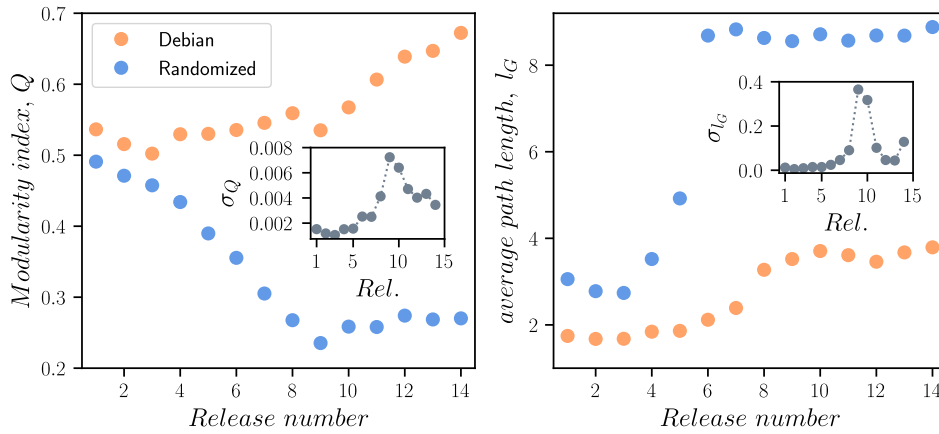 0.7
0.6
0.5
0.4
0.3
0.2
Modularity index, Q
Debian
Randomized
0.008
0.006
0.004
0.002
σ_Q
1 5 10 15
Rel.
2 4 6 8 10 12 14
Release number
8
6
4
2
average path length, l_G
0.4
0.2
0.0
σ_{l_G}
1 5 10 15
Rel.
2 4 6 8 10 12 14
Release number